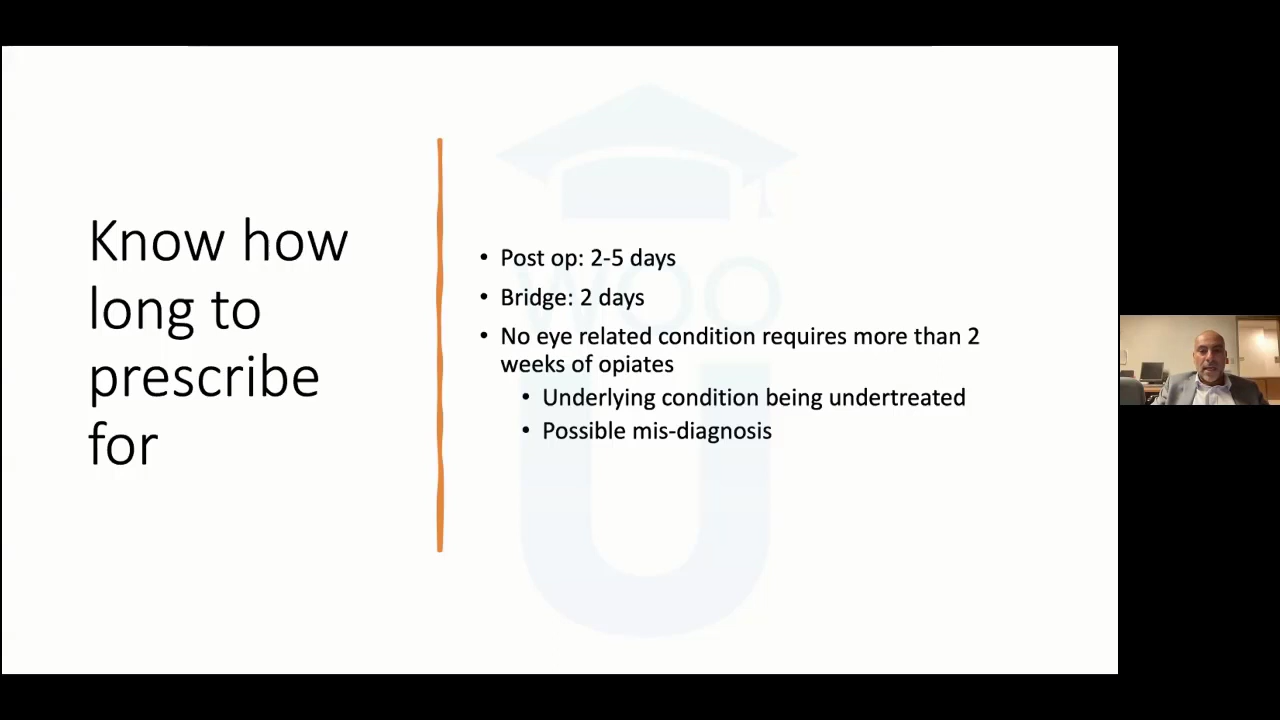 Know how
long to
prescribe
for
• Post op: 2-5 days
• Bridge: 2 days
• No eye related condition requires more than 2
weeks of opiates
• Underlying condition being undertreated
• Possible mis-diagnosis
WOO
U